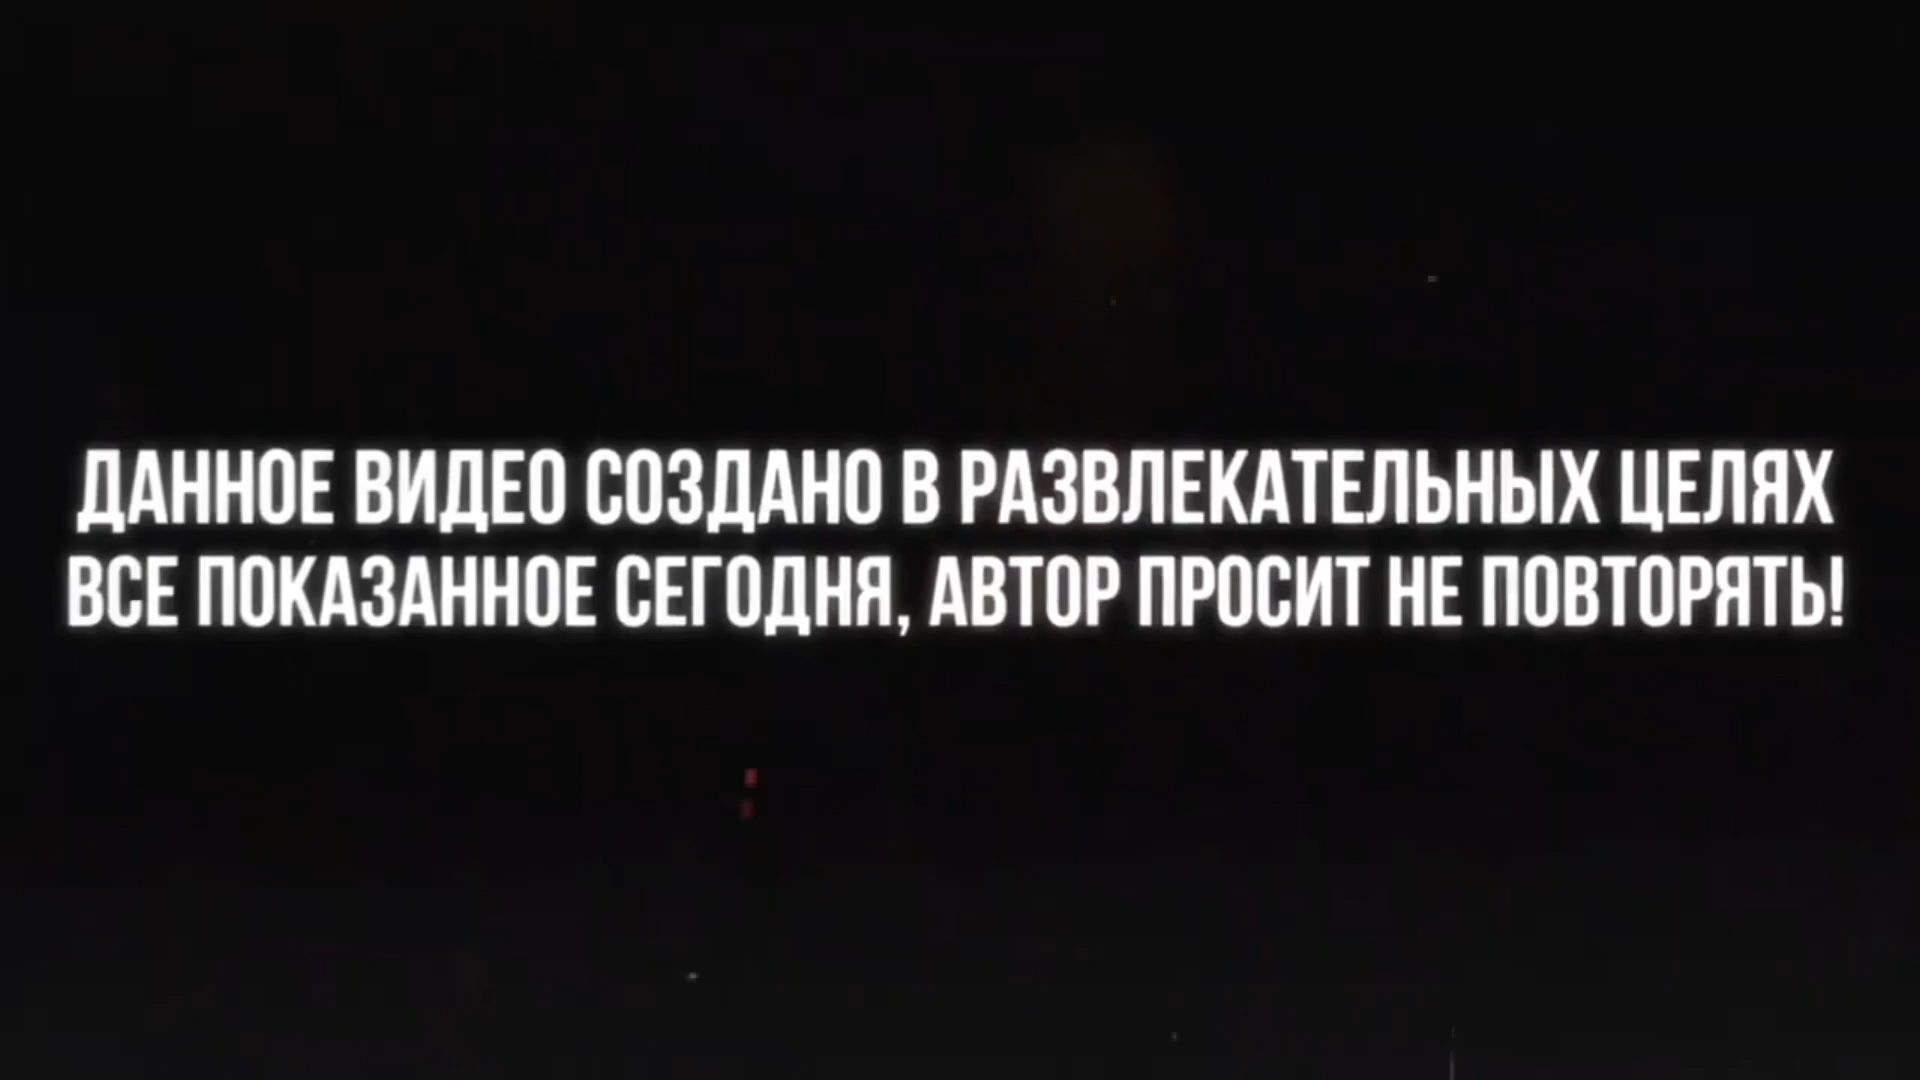 ДАННОЕ ВИДЕО СОЗДАНО В РАЗВЛЕКАТЕЛЬНЫХ ЦЕЛЯХ
ВСЕ ПОКАЗАННОЕ СЕГОДНЯ, АВТОР ПРОСИТ НЕ ПОВТОРЯТЬ!